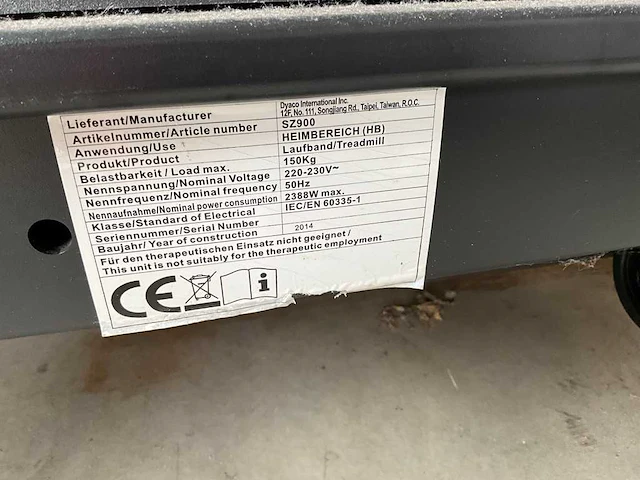 Lieferant/Manufacturer Dyaco International Inc.
12F, No. 111, Songjiang Rd., Taipei, Taiwan, R.O.C.
Artikelnummer/Article number SZ900
Anwendung/Use HEIMBEREICH (HB)
Produkt/Product Laufband/Treadmill
Belastbarkeit / Load max. 150Kg
Nennspannung/Nominal Voltage 220-230V~
Nennfrequenz/Nominal frequency 50Hz
Nennaufnahme/Nominal power consumption 2388W max.
Klasse/Standard of Electrical IEC/EN 60335-1
Seriennummer/Serial Number
Baujahr/ Year of construction 2014
Für den therapeutischen Einsatz nicht geeignet /
This unit is not suitably for the therapeutic employment
CE i